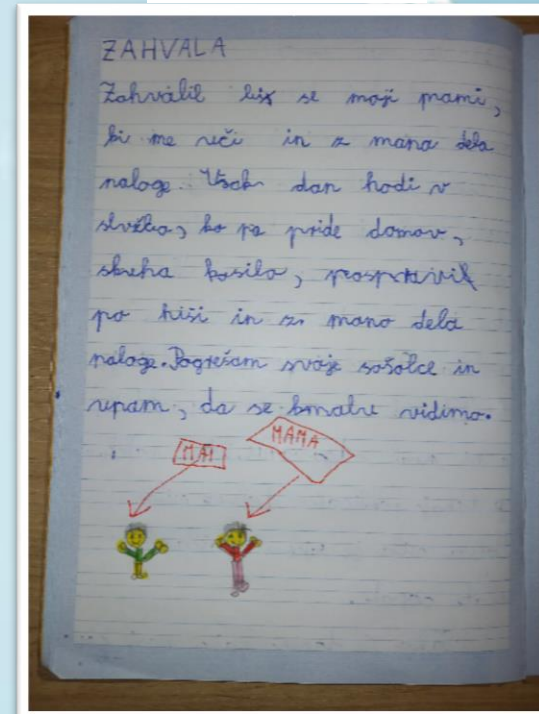 ZAHVALA
Zahvalil bi se moji mami,
ki me uči in z mano dela
naloge. Vsak dan hodi v
službo, ko pa pride domov,
skuha kosilo, pospravi
po hiši in z mano dela
naloge. Pogrešam svoje sošolce in
upam, da se kmalu vidimo.
MAMA